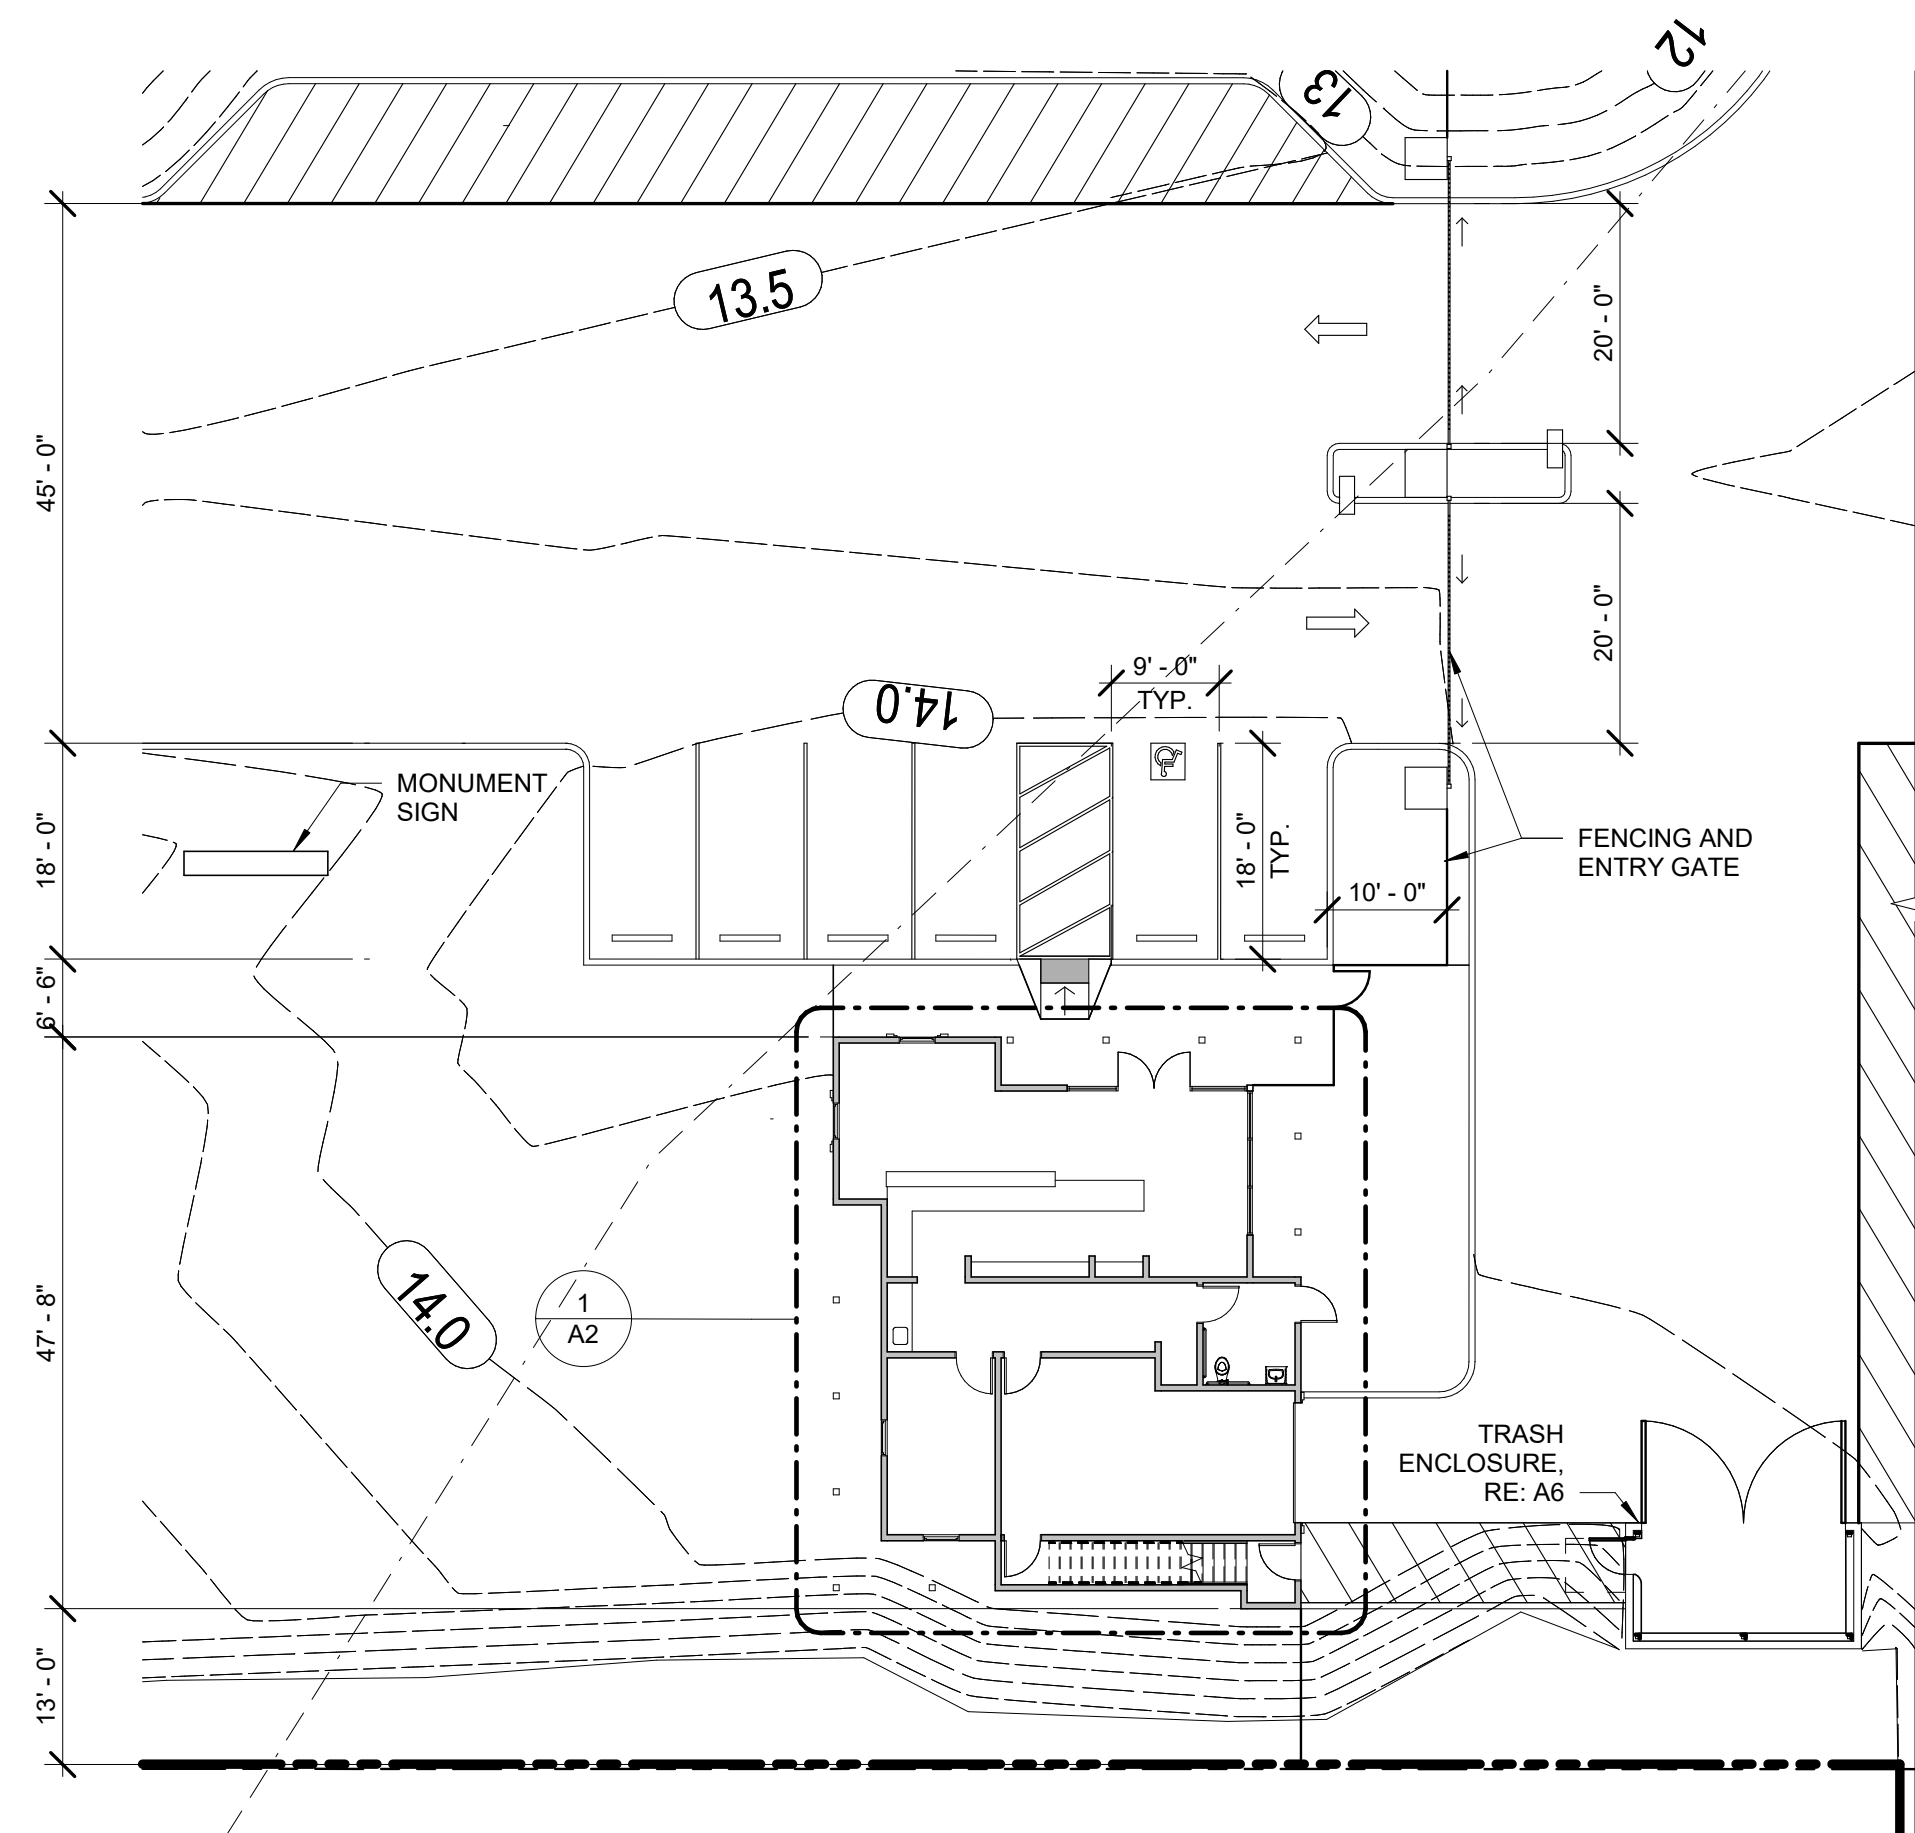 12
13
13.5
20' - 0"
45' - 0"
20' - 0"
9' - 0"
TYP.
14.0
MONUMENT
SIGN
18' - 0"
18' - 0"
TYP.
FENCING AND
ENTRY GATE
10' - 0"
6' - 6"
14.0
1
A2
47' - 8"
TRASH
ENCLOSURE,
RE: A6
13' - 0"